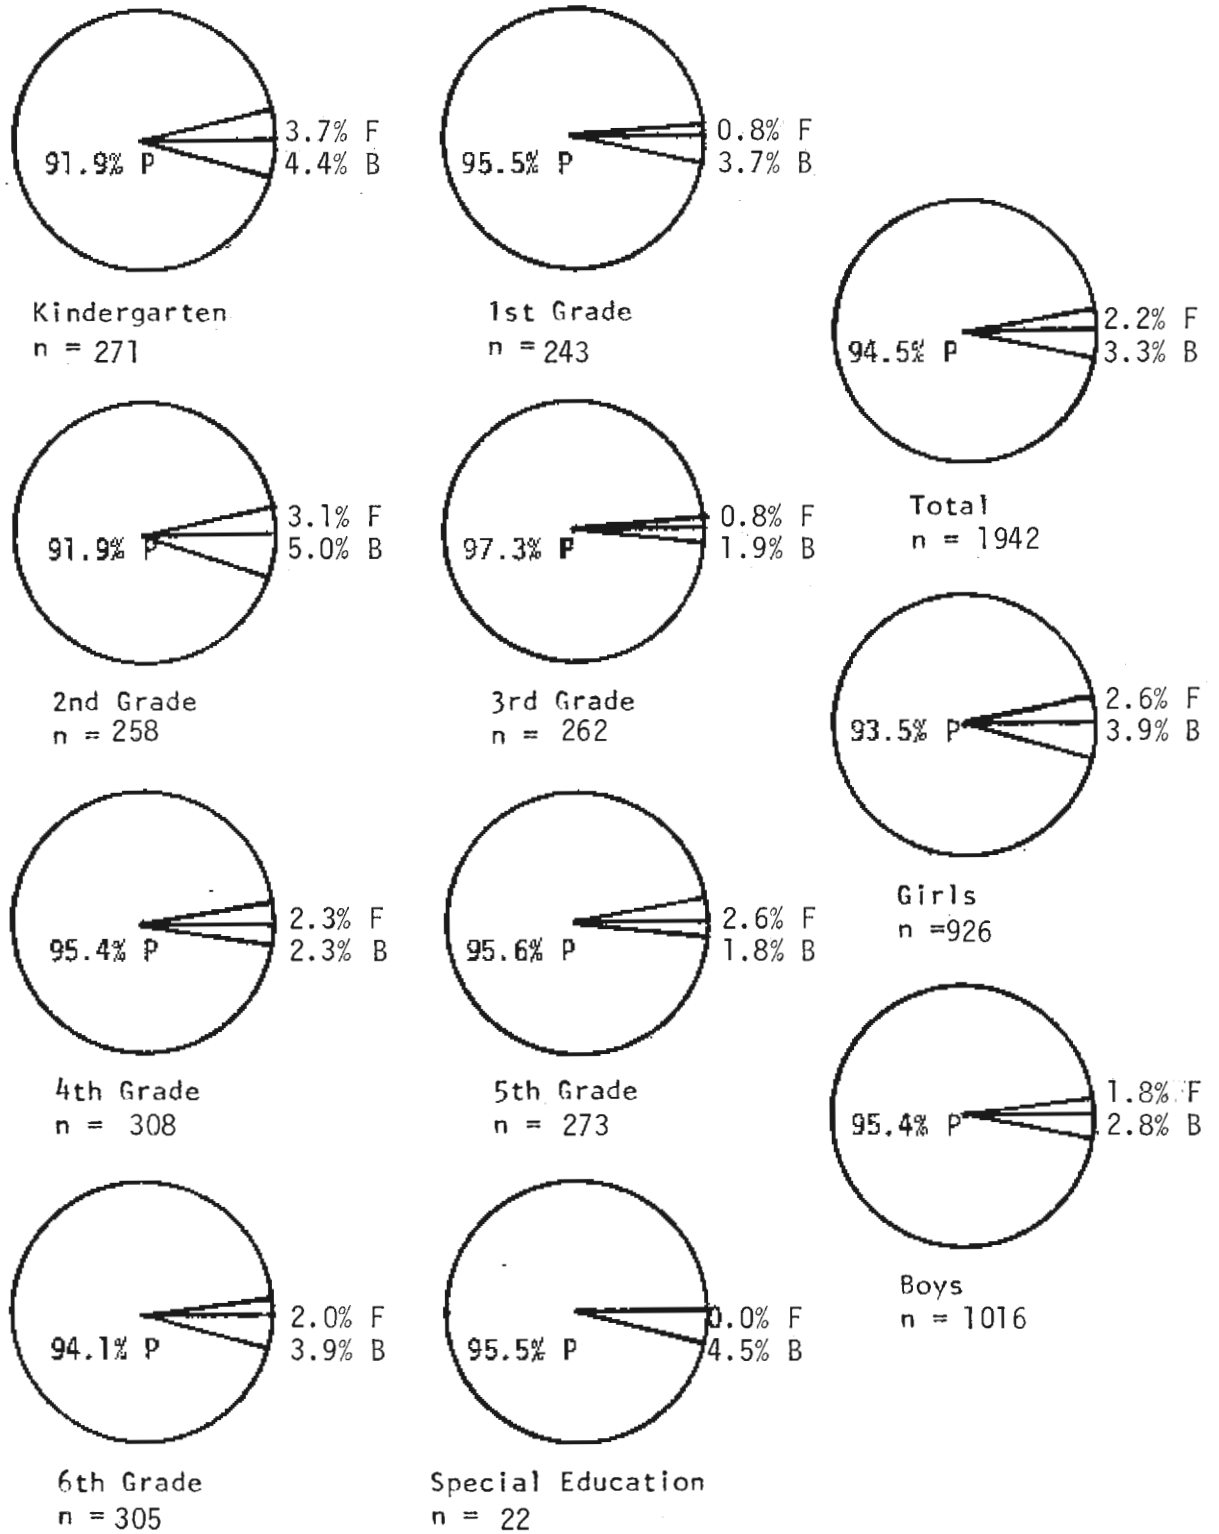 91.9% P
3.7% F
4.4% B
Kindergarten
n = 271
95.5% P
0.8% F
3.7% B
1st Grade
n = 243
94.5% P
2.2% F
3.3% B
Total
n = 1942
91.9% P
3.1% F
5.0% B
2nd Grade
n = 258
97.3% P
0.8% F
1.9% B
3rd Grade
n = 262
93.5% P
2.6% F
3.9% B
Girls
n =926
95.4% P
2.3% F
2.3% B
4th Grade
n = 308
95.6% P
2.6% F
1.8% B
5th Grade
n = 273
95.4% P
1.8% F
2.8% B
Boys
n = 1016
94.1% P
2.0% F
3.9% B
6th Grade
n = 305
95.5% P
0.0% F
4.5% B
Special Education
n = 22